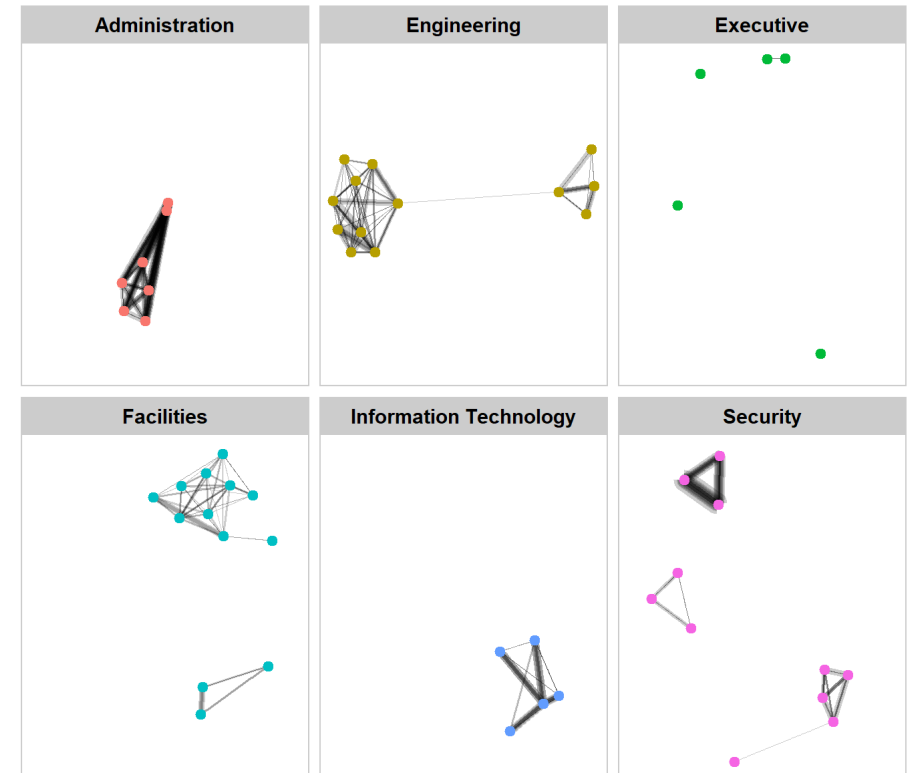 Administration
Engineering
Executive
Facilities
Information Technology
Security